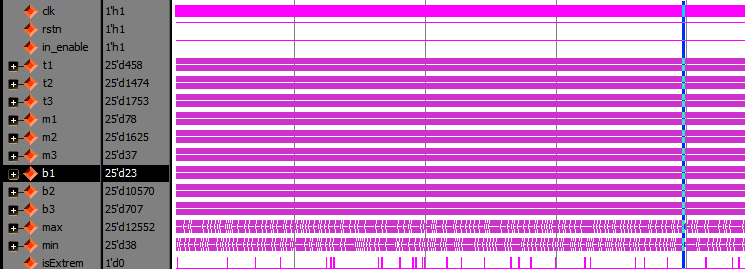 clk 1'h1
rstn 1'h1
in_enable 1'h1
t1 25'd458
t2 25'd1474
t3 25'd1753
m1 25'd78
m2 25'd1625
m3 25'd37
b1 25'd23
b2 25'd10570
b3 25'd707
max 25'd12552
min 25'd38
isExtrem 1'd0